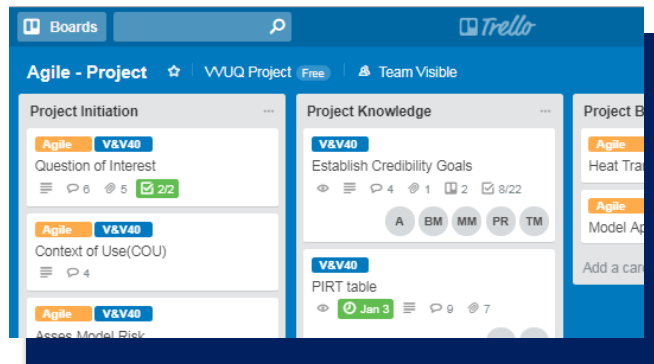 Boards
Trello
Agile - Project VVUQ Project Free Team Visible
Project Initiation
Agile V&V40
Question of Interest
6 5 2/2
Agile V&V40
Context of Use(COU)
4
Agile V&V40
Asses Model Risk
Project Knowledge
V&V40
Establish Credibility Goals
4 1 2 8/22
A BM MM PR TM
V&V40
PIRT table
Jan 3 9 7
Project B
Agile
Heat Tra
Agile
Model Ap
Add a card